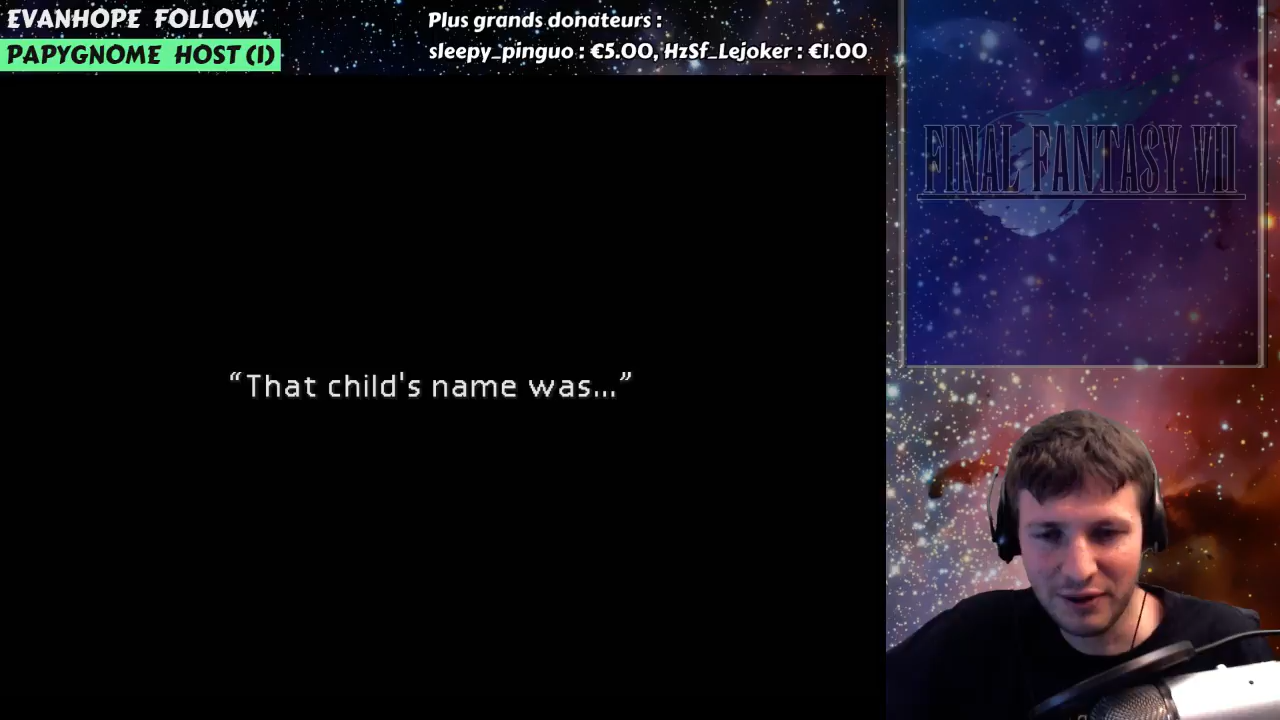 EVANHOPE FOLLOW
PAPYGNOME HOST (1)
Plus grands donateurs :
sleepy_pinguo : €5.00, HzSf_Lejoker : €1.00
FINAL FANTASY VII
“That child's name was...”